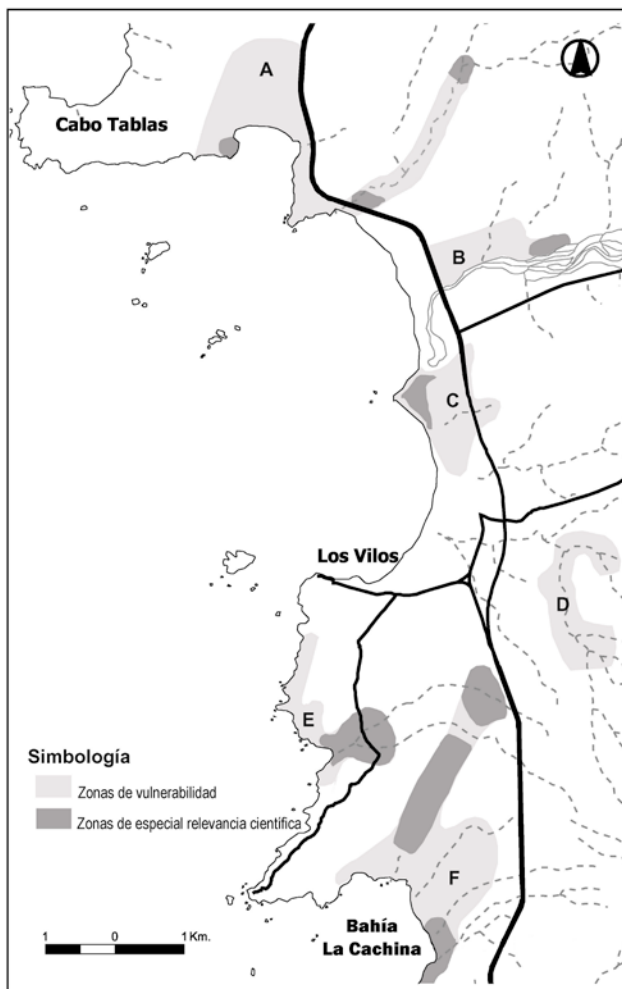 A
Cabo Tablas
B
C
Los Vilos
D
E
Simbología
Zonas de vulnerabilidad
Zonas de especial relevancia científica
F
Bahía
La Cachina
1 0 1 Km.